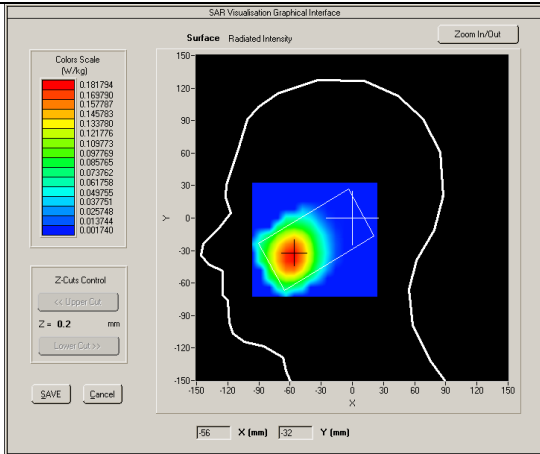 SAR Visualisation Graphical Interface
Surface Radiated Intensity
Zoom In/Out
Colors Scale
(W/kg)
0.181794
0.169790
0.157787
0.145783
0.133780
0.121776
0.109773
0.097769
0.085765
0.073762
0.061758
0.049755
0.037751
0.025748
0.013744
0.001740
Z-Cuts Control
<< Upper Cut
Z = 0.2 mm
Lower Cut >>
SAVE
Cancel
150
120
90
60
30
0
-30
-60
-90
-120
-150
Y
-150 -120 -90 -60 -30 0 30 60 90 120 150
X
-56 X (mm) -32 Y (mm)